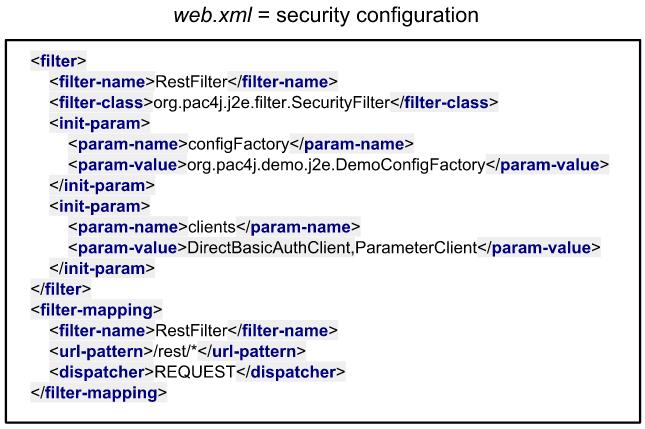 web.xml = security configuration
<filter>
<filter-name>RestFilter</filter-name>
<filter-class>org.pac4j.j2e.filter.SecurityFilter</filter-class>
<init-param>
<param-name>configFactory</param-name>
<param-value>org.pac4j.demo.j2e.DemoConfigFactory</param-value>
</init-param>
<init-param>
<param-name>clients</param-name>
<param-value>DirectBasicAuthClient,ParameterClient</param-value>
</init-param>
</filter>
<filter-mapping>
<filter-name>RestFilter</filter-name>
<url-pattern>/rest/*</url-pattern>
<dispatcher>REQUEST</dispatcher>
</filter-mapping>